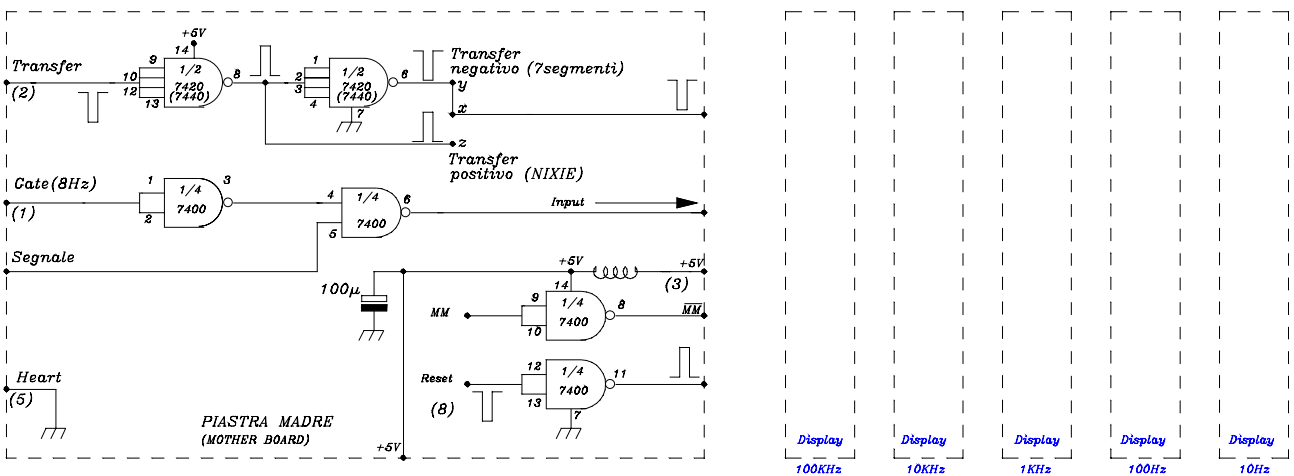 +5V
Transfer
(2)
9
10
12
13
14
1/2
7420
(7440)
8
1
2
3
4
1/2
7420
(7440)
6
7
Transfer
negativo (7segmenti)
y
x
z
Transfer
positivo (NIXIE)
Gate(8Hz)
(1)
1
2
1/4
7400
3
4
5
1/4
7400
6
Input
Segnale
100µ
+5V
+5V
(3)
14
MM
9
10
1/4
7400
8
M̅M̅
Reset
(8)
12
13
1/4
7400
11
7
Heart
(5)
PIASTRA MADRE
(MOTHER BOARD)
+5V
Display
100KHz
Display
10KHz
Display
1KHz
Display
100Hz
Display
10Hz